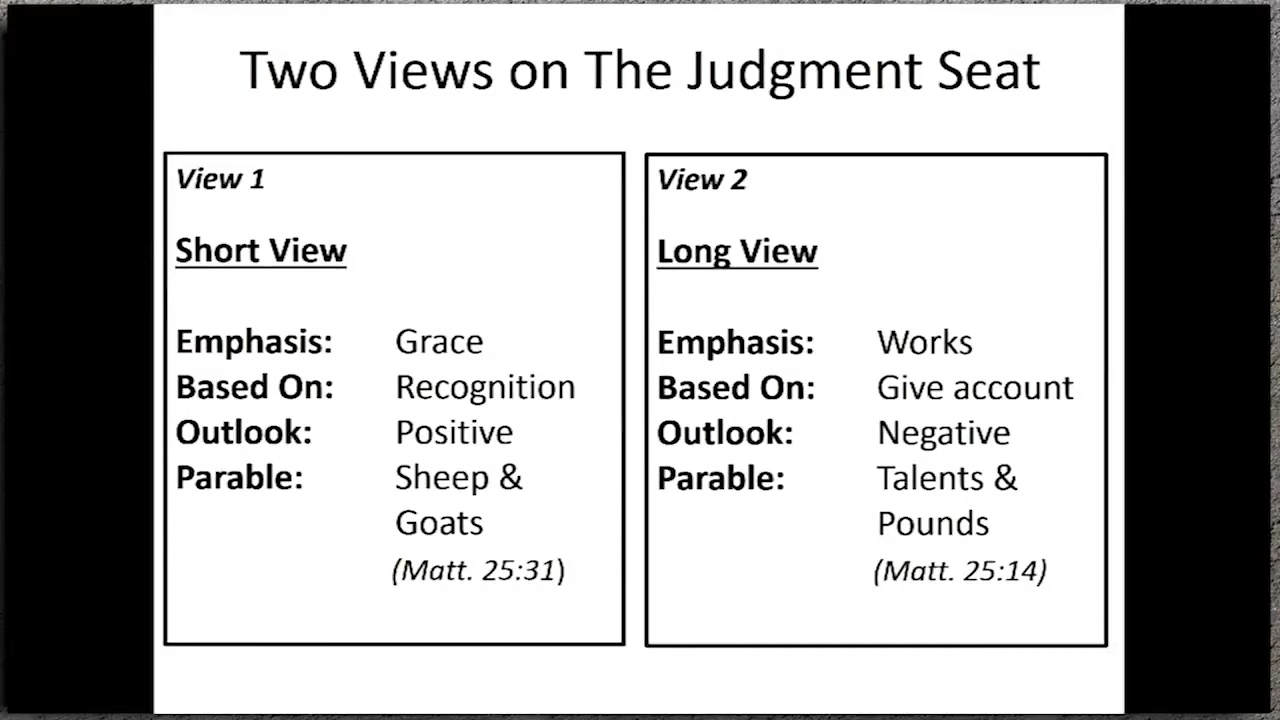 Two Views on The Judgment Seat
View 1
Short View
Emphasis: Grace
Based On: Recognition
Outlook: Positive
Parable: Sheep &
Goats
(Matt. 25:31)
View 2
Long View
Emphasis: Works
Based On: Give account
Outlook: Negative
Parable: Talents &
Pounds
(Matt. 25:14)